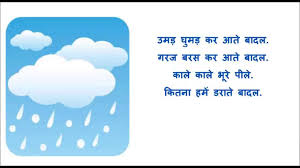 उमड़ घुमड़ कर आते बादल.
गरज बरस कर आते बादल.
काले काले भूरे पीले.
कितना हमें डराते बादल.